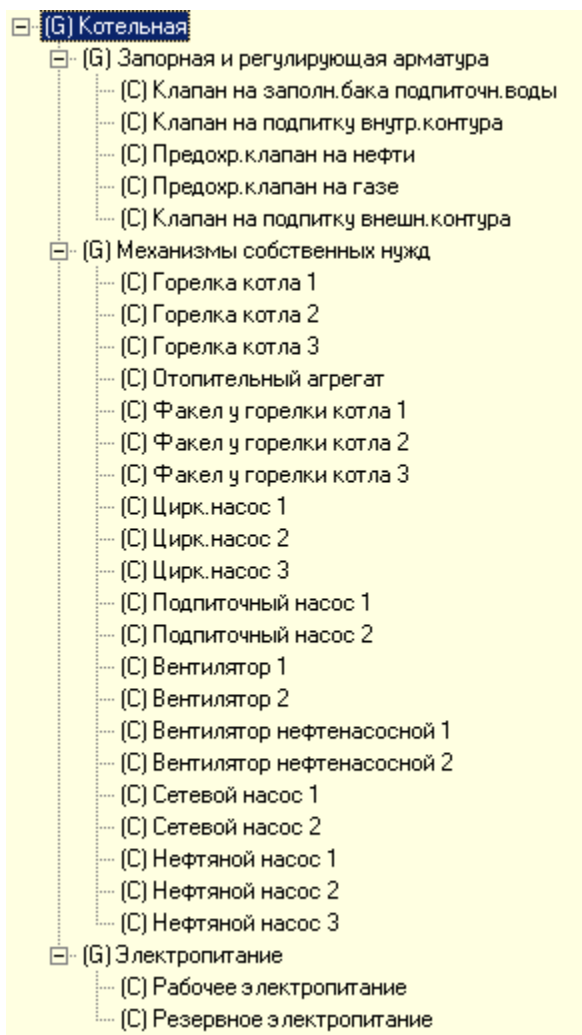 (G) Котельная
(G) Запорная и регулирующая арматура
(C) Клапан на заполн.бака подпиточн.воды
(C) Клапан на подпитку внутр.контура
(C) Предохр.клапан на нефти
(C) Предохр.клапан на газе
(C) Клапан на подпитку внешн.контура
(G) Механизмы собственных нужд
(C) Горелка котла 1
(C) Горелка котла 2
(C) Горелка котла 3
(C) Отопительный агрегат
(C) Факел у горелки котла 1
(C) Факел у горелки котла 2
(C) Факел у горелки котла 3
(C) Цирк.насос 1
(C) Цирк.насос 2
(C) Цирк.насос 3
(C) Подпиточный насос 1
(C) Подпиточный насос 2
(C) Вентилятор 1
(C) Вентилятор 2
(C) Вентилятор нефтенасосной 1
(C) Вентилятор нефтенасосной 2
(C) Сетевой насос 1
(C) Сетевой насос 2
(C) Нефтяной насос 1
(C) Нефтяной насос 2
(C) Нефтяной насос 3
(G) Электропитание
(C) Рабочее электропитание
(C) Резервное электропитание